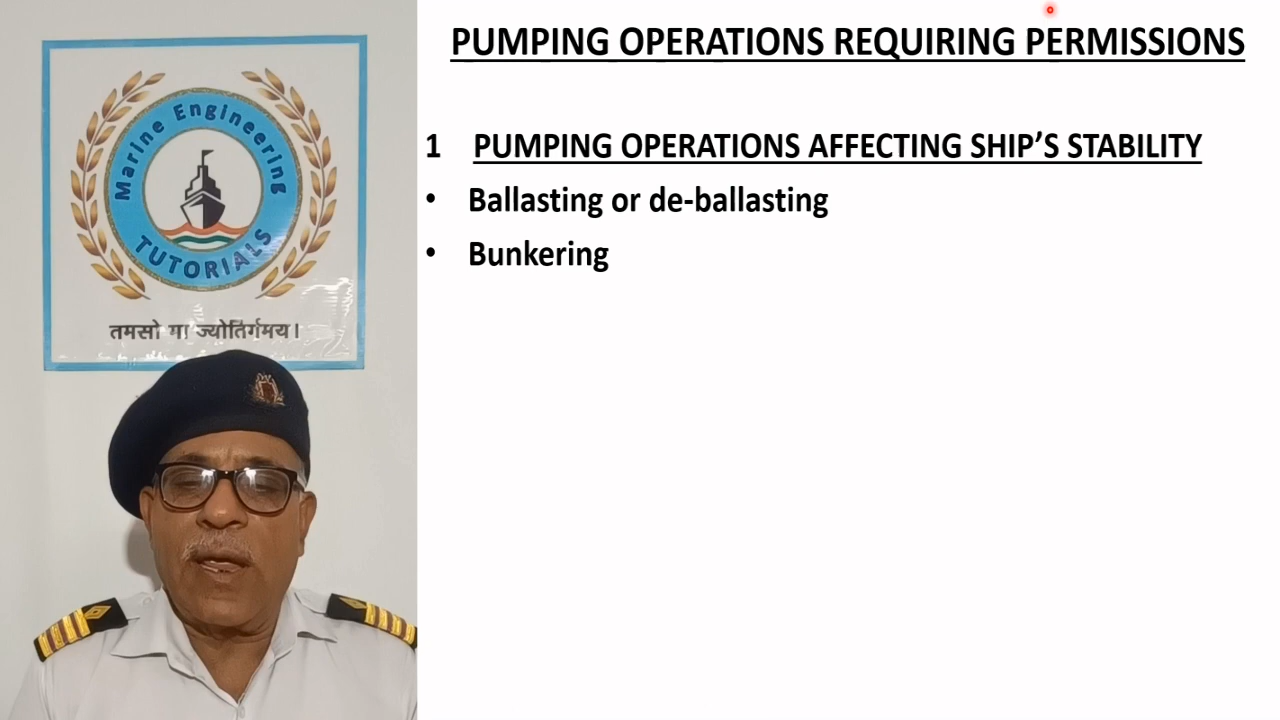 Marine Engineering
TUTORIALS
तमसो मा ज्योतिर्गमय।
PUMPING OPERATIONS REQUIRING PERMISSIONS
1 PUMPING OPERATIONS AFFECTING SHIP’S STABILITY
• Ballasting or de-ballasting
• Bunkering